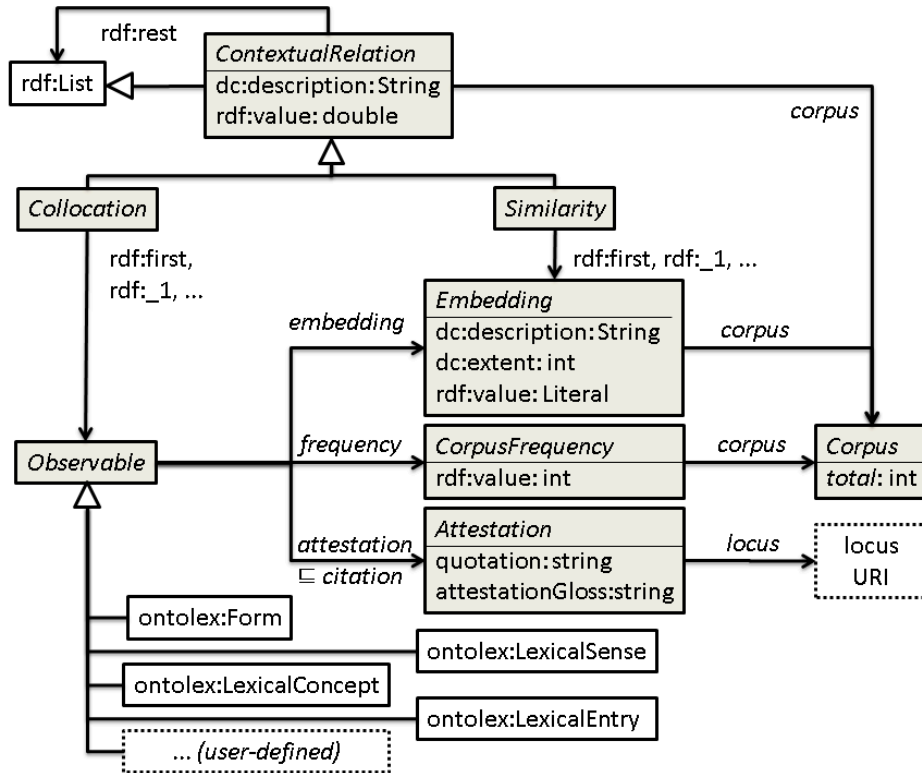 rdf:rest
ContextualRelation
dc:description: String
rdf:value: double
rdf:List
corpus
Collocation
Similarity
rdf:first,
rdf:_1, ...
rdf:first, rdf:_1, ...
embedding
Embedding
dc:description: String
dc:extent: int
rdf:value: Literal
corpus
Observable
frequency
CorpusFrequency
rdf:value: int
corpus
Corpus
total: int
attestation
⊑ citation
Attestation
quotation: string
attestationGloss:string
locus
locus
URI
ontolex:Form
ontolex:LexicalSense
ontolex:LexicalConcept
ontolex:LexicalEntry
... (user-defined)